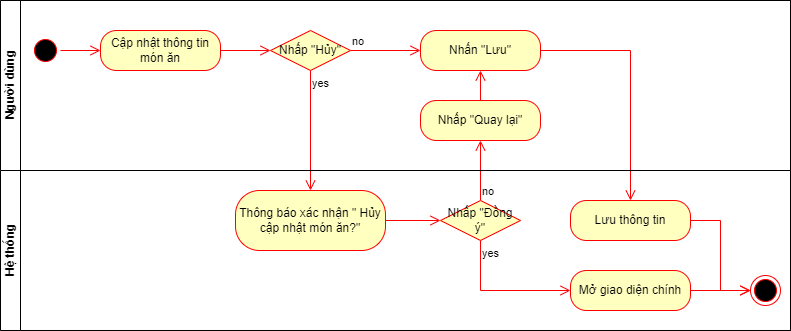 Người dùng
Cập nhật thông tin
món ăn
Nhấp "Hủy"
no
yes
Nhấn "Lưu"
Nhấp "Quay lại"
Hệ thống
Thông báo xác nhận " Hủy
cập nhật món ăn?"
no
Nhấp "Đồng
ý"
yes
Lưu thông tin
Mở giao diện chính